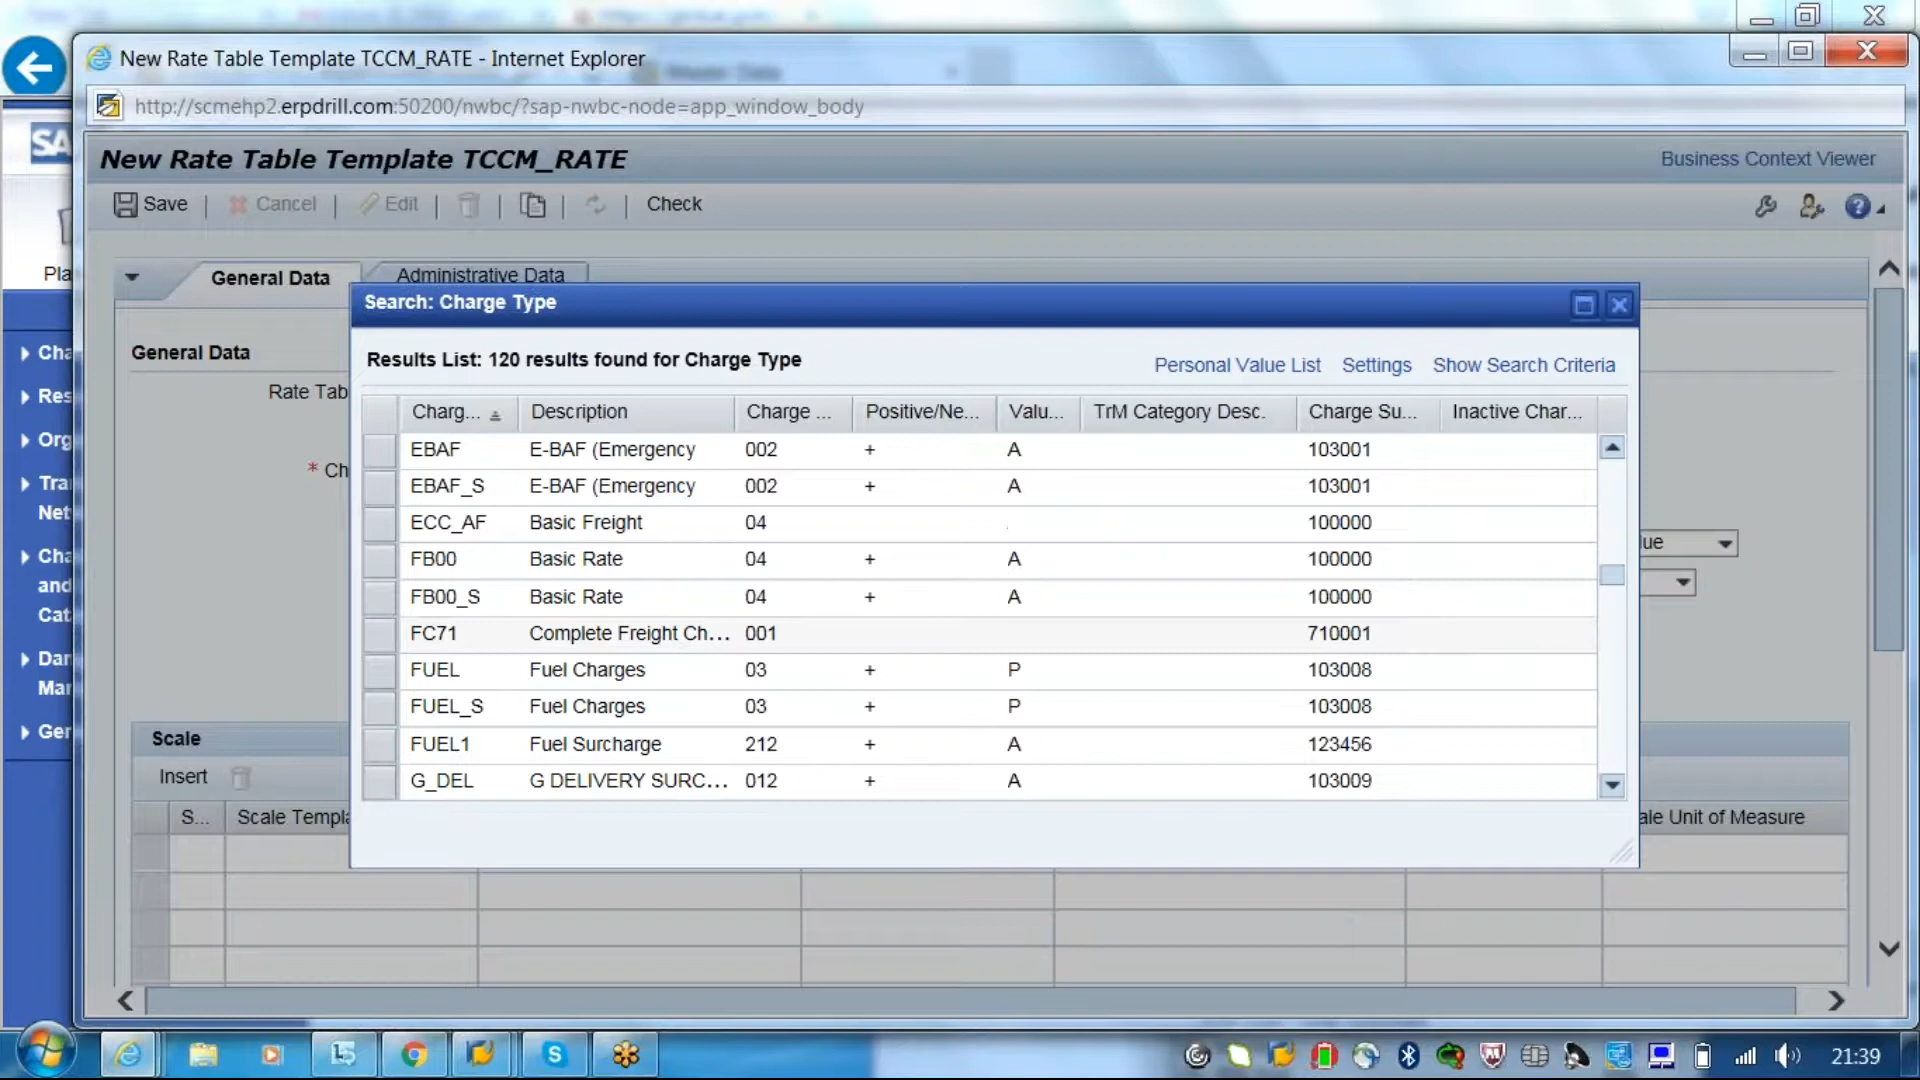 New Rate Table Template TCCM_RATE - Internet Explorer
http://scmehp2.erpdrill.com:50200/nwbc/?sap-nwbc-node=app_window_body
SA
New Rate Table Template TCCM_RATE
Business Context Viewer
Save | Cancel | Edit | | | | Check
Pla
General Data
Administrative Data
Search: Charge Type
Results List: 120 results found for Charge Type
Personal Value List Settings Show Search Criteria
General Data
Rate Tab
* Ch
Charg... Description Charge ... Positive/Ne... Valu... TrM Category Desc. Charge Su... Inactive Char...
EBAF E-BAF (Emergency 002 + A 103001
EBAF_S E-BAF (Emergency 002 + A 103001
ECC_AF Basic Freight 04 100000
FB00 Basic Rate 04 + A 100000
FB00_S Basic Rate 04 + A 100000
FC71 Complete Freight Ch... 001 710001
FUEL Fuel Charges 03 + P 103008
FUEL_S Fuel Charges 03 + P 103008
FUEL1 Fuel Surcharge 212 + A 123456
G_DEL G DELIVERY SURC... 012 + A 103009
Cha
Res
Org
Tra
Net
Cha
and
Cat
Dan
Mar
Ger
lue
Scale
Insert
S... Scale Templa
ale Unit of Measure
21:39